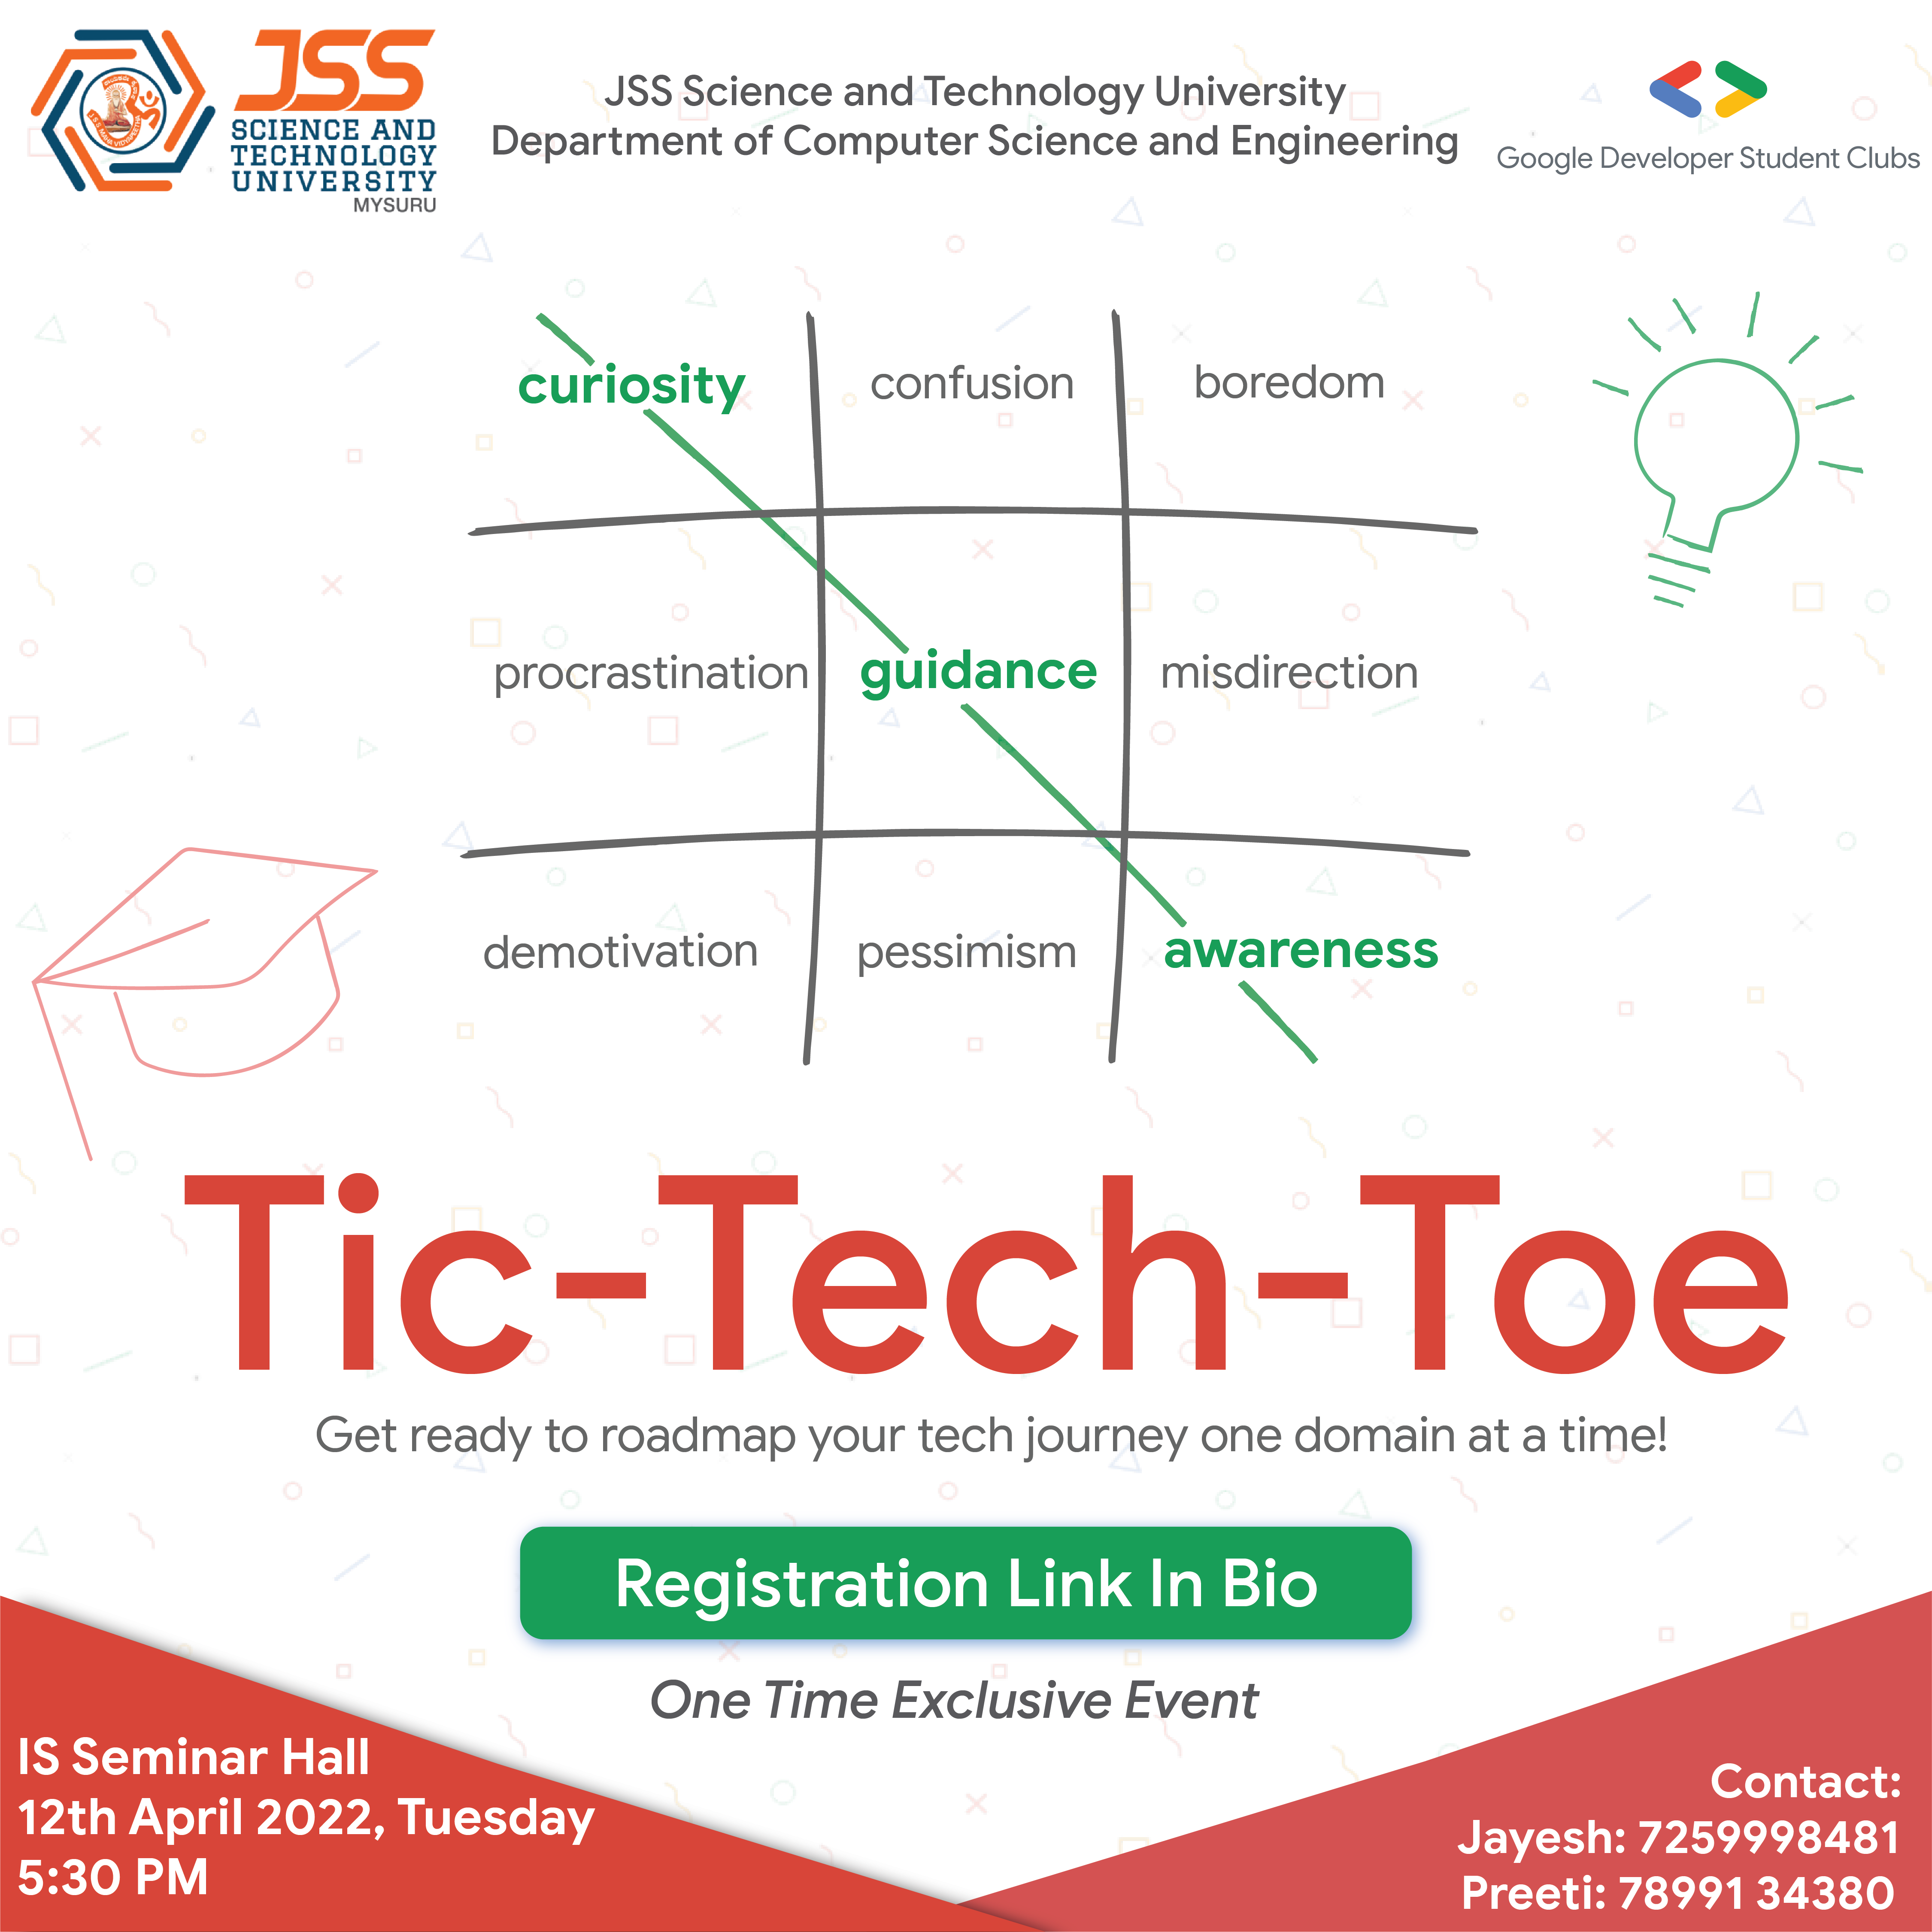 JSS
SCIENCE AND
TECHNOLOGY
UNIVERSITY
MYSURU
JSS Science and Technology University
Department of Computer Science and Engineering
Google Developer Student Clubs
curiosity confusion boredom
procrastination guidance misdirection
demotivation pessimism awareness
Tic-Tech-Toe
Get ready to roadmap your tech journey one domain at a time!
Registration Link In Bio
One Time Exclusive Event
IS Seminar Hall
12th April 2022, Tuesday
5:30 PM
Contact:
Jayesh: 7259998481
Preeti: 78991 34380